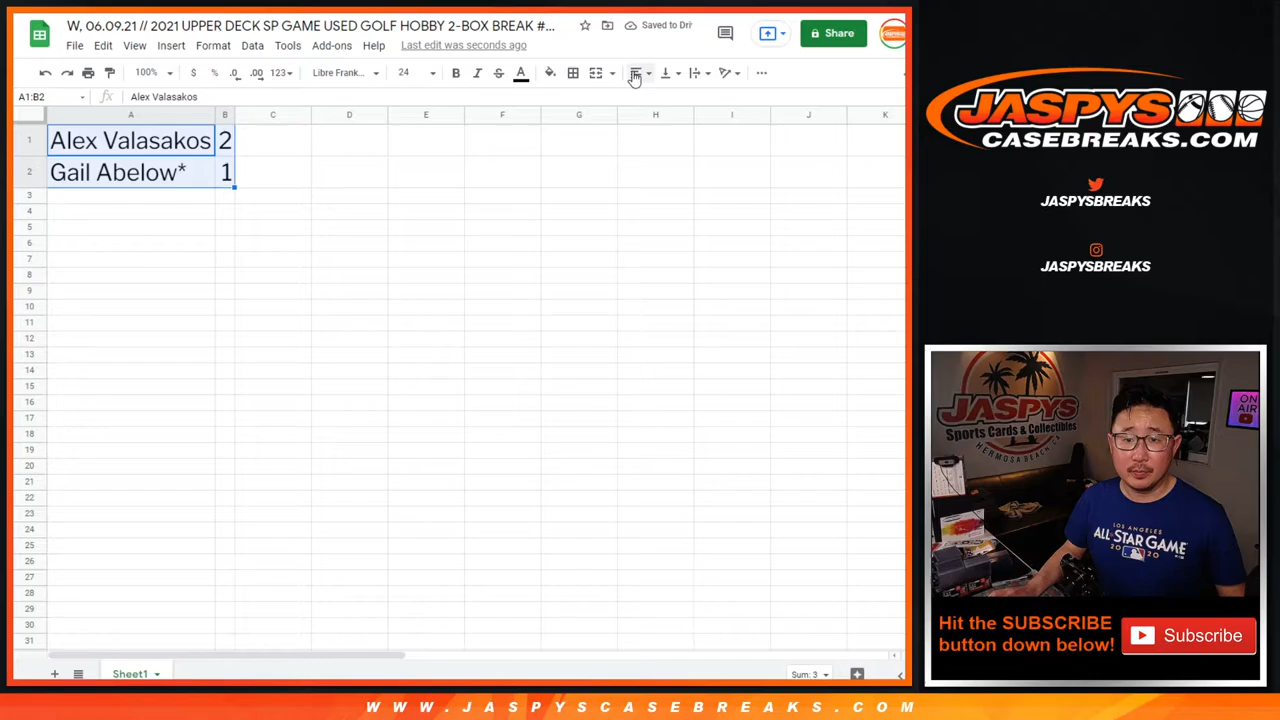 W, 06.09.21 // 2021 UPPER DECK SP GAME USED GOLF HOBBY 2-BOX BREAK #...
Saved to Dri
File Edit View Insert Format Data Tools Add-ons Help Last edit was seconds ago
Share
100% $ % .0 .00 123 Libre Frank... 24 B I S A
A1:B2 fx Alex Valasakos
A B C D E F G H I J K
1 Alex Valasakos 2
2 Gail Abelow* 1
3
4
5
6
7
8
9
10
11
12
13
14
15
16
17
18
19
20
21
22
23
24
25
26
27
28
29
30
31
Sheet1
Sum: 3
JASPYS
CASEBREAKS.COM
JASPYSBREAKS
JASPYSBREAKS
JASPYS
Sports Cards & Collectibles
HERMOSA BEACH, CA
ON
AIR
LOS ANGELES
ALL STAR GAME
2020
Hit the SUBSCRIBE
button down below!
Subscribe
WWW.JASPYSCASEBREAKS.COM